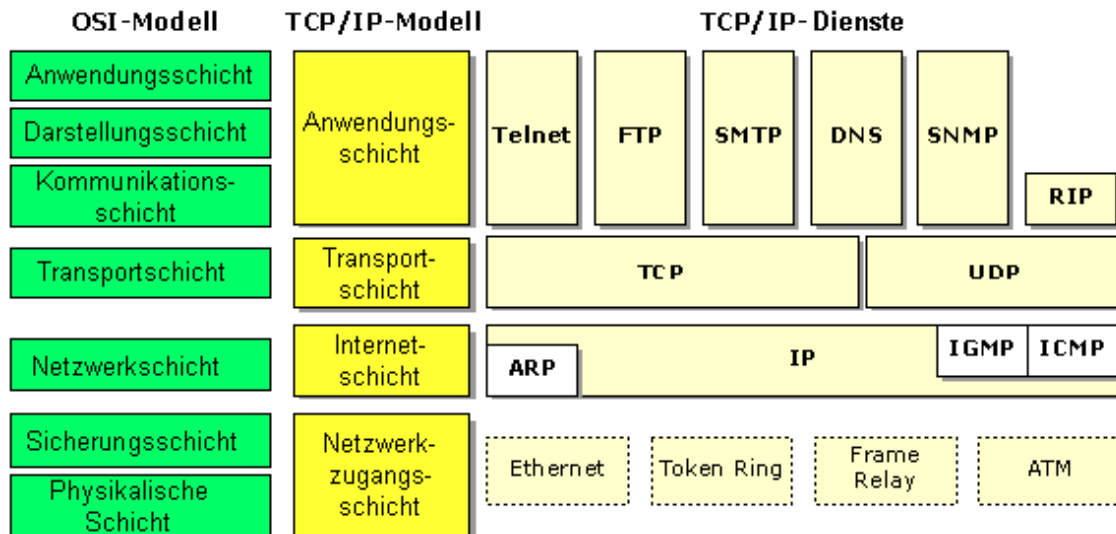 OSI-Modell
TCP/IP-Modell
TCP/IP-Dienste
Anwendungsschicht
Darstellungsschicht
Kommunikations-
schicht
Transportschicht
Netzwerkschicht
Sicherungsschicht
Physikalische
Schicht
Anwendungs-
schicht
Transport-
schicht
Internet-
schicht
Netzwerk-
zugangs-
schicht
Telnet
FTP
SMTP
DNS
SNMP
RIP
TCP
UDP
ARP
IP
IGMP
ICMP
Ethernet
Token Ring
Frame
Relay
ATM